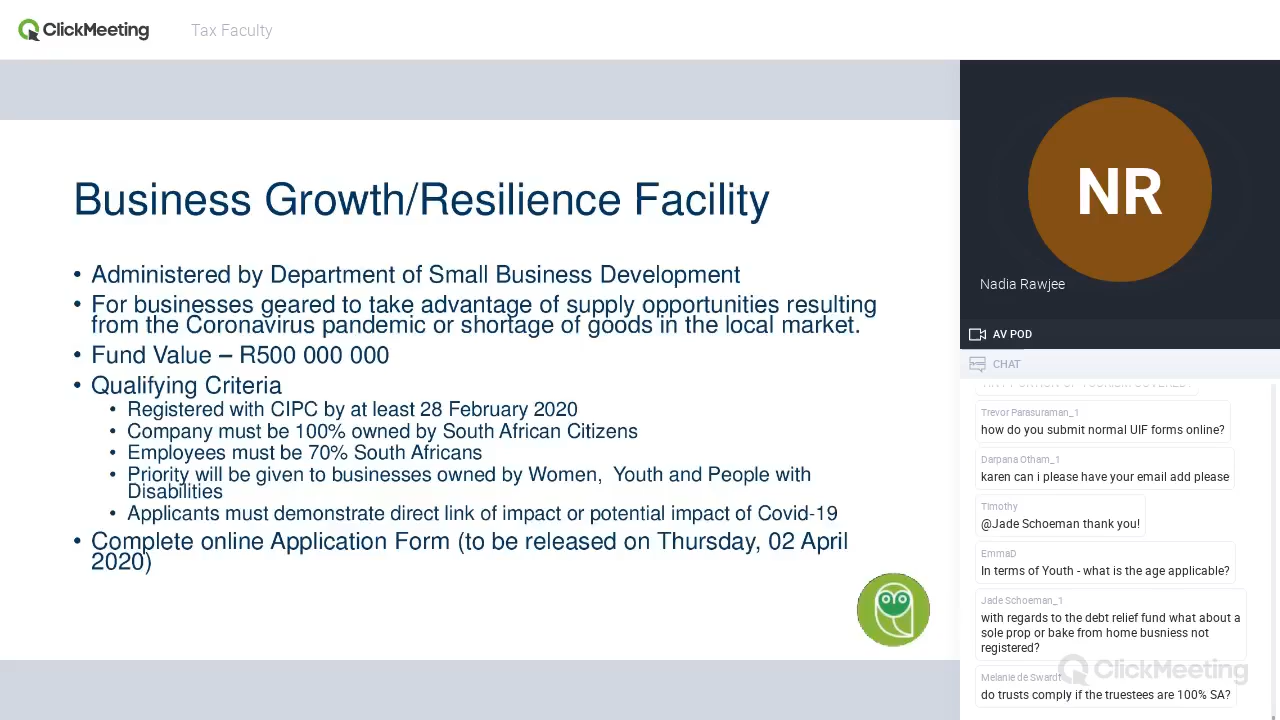 ClickMeeting
Tax Faculty
Business Growth/Resilience Facility
• Administered by Department of Small Business Development
• For businesses geared to take advantage of supply opportunities resulting
from the Coronavirus pandemic or shortage of goods in the local market.
• Fund Value – R500 000 000
• Qualifying Criteria
• Registered with CIPC by at least 28 February 2020
• Company must be 100% owned by South African Citizens
• Employees must be 70% South Africans
• Priority will be given to businesses owned by Women, Youth and People with
Disabilities
• Applicants must demonstrate direct link of impact or potential impact of Covid-19
• Complete online Application Form (to be released on Thursday, 02 April
2020)
NR
Nadia Rawjee
AV POD
CHAT
Trevor Parasuraman_1
how do you submit normal UIF forms online?
Darpana Otham_1
karen can i please have your email add please
Timothy
@Jade Schoeman thank you!
EmmaD
In terms of Youth - what is the age applicable?
Jade Schoeman_1
with regards to the debt relief fund what about a
sole prop or bake from home busniess not
registered?
Melanie de Swardt
do trusts comply if the truestees are 100% SA?
ClickMeeting